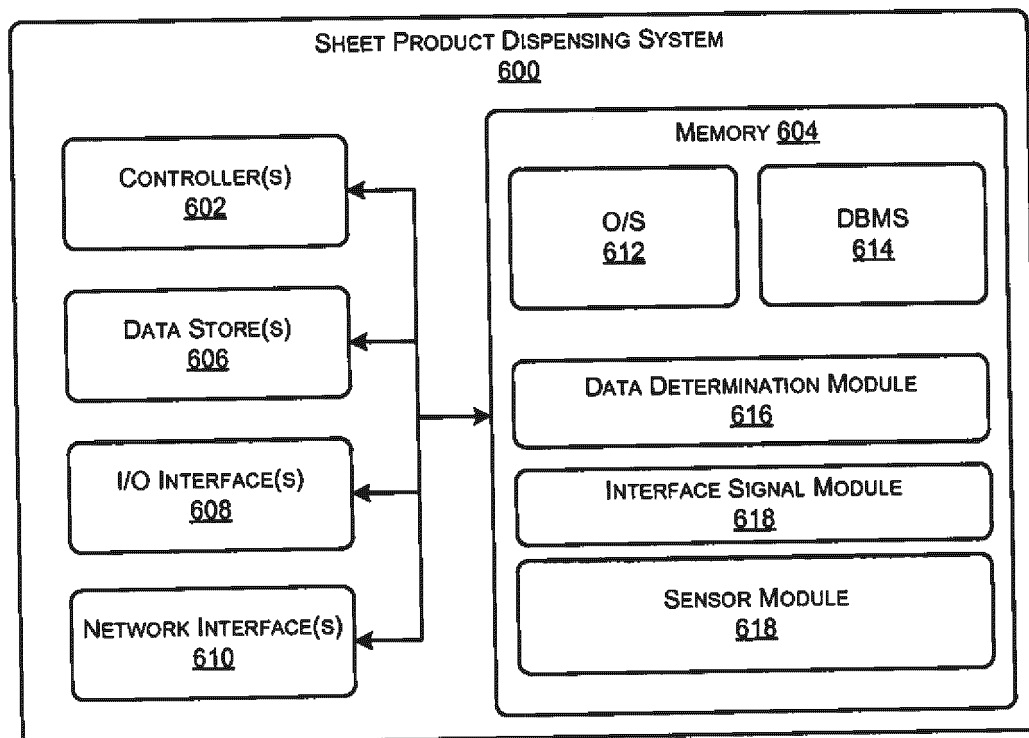 SHEET PRODUCT DISPENSING SYSTEM
600
CONTROLLER(S)
602
DATA STORE(S)
606
I/O INTERFACE(S)
608
NETWORK INTERFACE(S)
610
MEMORY 604
O/S
612
DBMS
614
DATA DETERMINATION MODULE
616
INTERFACE SIGNAL MODULE
618
SENSOR MODULE
618